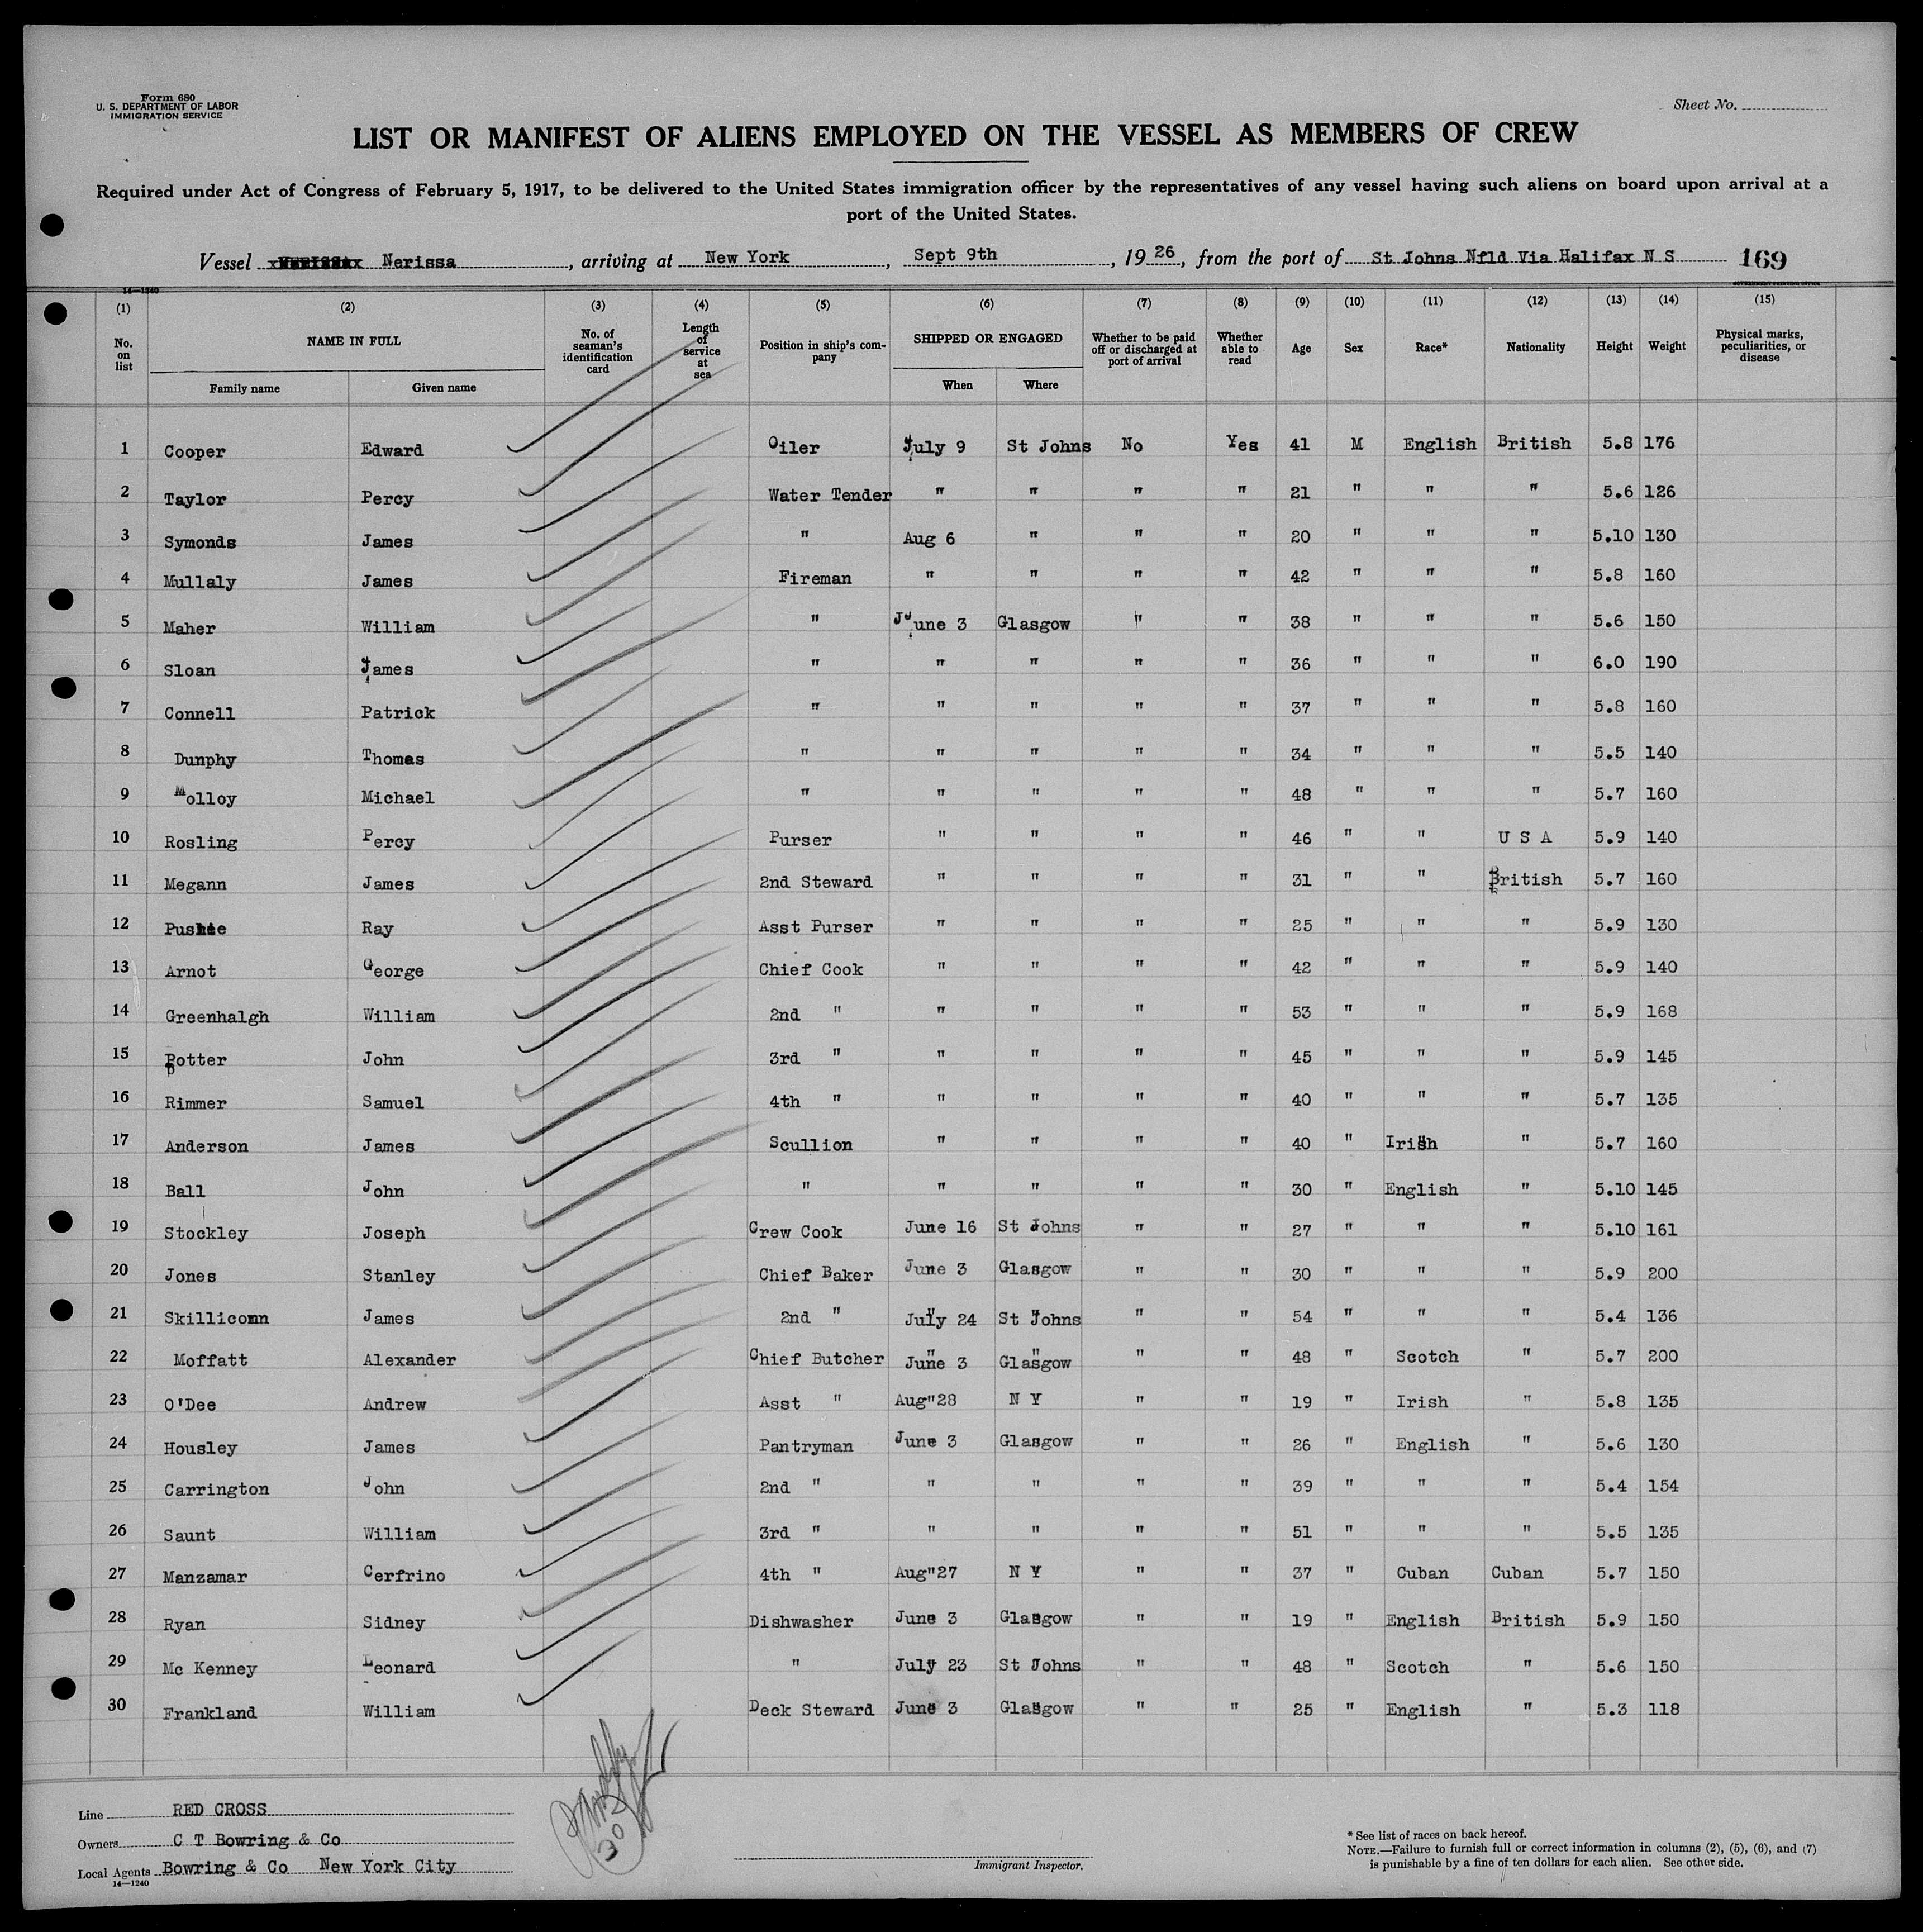 Form 680
U. S. DEPARTMENT OF LABOR
IMMIGRATION SERVICE
Sheet No.
LIST OR MANIFEST OF ALIENS EMPLOYED ON THE VESSEL AS MEMBERS OF CREW
Required under Act of Congress of February 5, 1917, to be delivered to the United States immigration officer by the representatives of any vessel having such aliens on board upon arrival at a
port of the United States.
Vessel Nerissa, arriving at New York, Sept 9th, 1926, from the port of St Johns Nfld Via Halifax N S 169
14—1240 GOVERNMENT PRINTING OFFICE
(1) (2) (3) (4) (5) (6) (7) (8) (9) (10) (11) (12) (13) (14) (15)
No. on list NAME IN FULL No. of seaman's identification card Length of service at sea Position in ship's company SHIPPED OR ENGAGED Whether to be paid off or discharged at port of arrival Whether able to read Age Sex Race* Nationality Height Weight Physical marks, peculiarities, or disease
Family name Given name When Where
1 Cooper Edward Oiler July 9 St Johns No Yes 41 M English British 5.8 176
2 Taylor Percy Water Tender " " " " 21 " " " 5.6 126
3 Symonds James " Aug 6 " " " 20 " " " 5.10 130
4 Mullaly James Fireman " " " " 42 " " " 5.8 160
5 Maher William " June 3 Glasgow " " 38 " " " 5.6 150
6 Sloan James " " " " " 36 " " " 6.0 190
7 Connell Patrick " " " " " 37 " " " 5.8 160
8 Dunphy Thomas " " " " " 34 " " " 5.5 140
9 Molloy Michael " " " " " 48 " " " 5.7 160
10 Rosling Percy Purser " " " " 46 " " U S A 5.9 140
11 Megann James 2nd Steward " " " " 31 " " British 5.7 160
12 Pushie Ray Asst Purser " " " " 25 " " " 5.9 130
13 Arnot George Chief Cook " " " " 42 " " " 5.9 140
14 Greenhalgh William 2nd " " " " " 53 " " " 5.9 168
15 Potter John 3rd " " " " " 45 " " " 5.9 145
16 Rimmer Samuel 4th " " " " " 40 " " " 5.7 135
17 Anderson James Scullion " " " " 40 " Irish " 5.7 160
18 Ball John " " " " " 30 " English " 5.10 145
19 Stockley Joseph Crew Cook June 16 St Johns " " 27 " " " 5.10 161
20 Jones Stanley Chief Baker June 3 Glasgow " " 30 " " " 5.9 200
21 Skillicomn James 2nd " July 24 St Johns " " 54 " " " 5.4 136
22 Moffatt Alexander Chief Butcher June 3 Glasgow " " 48 " Scotch " 5.7 200
23 O'Dee Andrew Asst " Aug"28 N Y " " 19 " Irish " 5.8 135
24 Housley James Pantryman June 3 Glasgow " " 26 " English " 5.6 130
25 Carrington John 2nd " " " " " 39 " " " 5.4 154
26 Saunt William 3rd " " " " " 51 " " " 5.5 135
27 Manzamar Cerfrino 4th " Aug"27 N Y " " 37 " Cuban Cuban 5.7 150
28 Ryan Sidney Dishwasher June 3 Glasgow " " 19 " English British 5.9 150
29 Mc Kenney Leonard " July 23 St Johns " " 48 " Scotch " 5.6 150
30 Frankland William Deck Steward June 3 Glasgow " " 25 " English " 5.3 118
30
Line RED CROSS
Owners C T Bowring & Co
Local Agents Bowring & Co New York City
14—1240
Immigrant Inspector.
* See list of races on back hereof.
NOTE.—Failure to furnish full or correct information in columns (2), (5), (6), and (7)
is punishable by a fine of ten dollars for each alien. See other side.